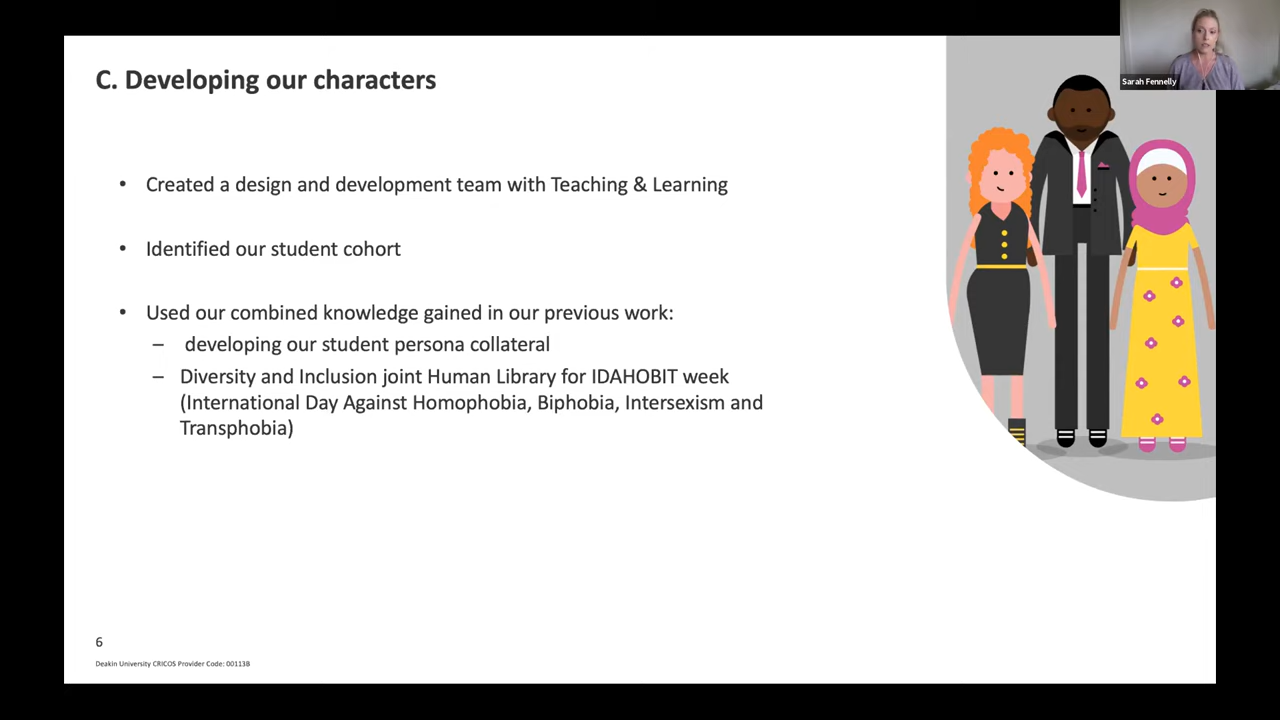 Sarah Fennelly
C. Developing our characters
• Created a design and development team with Teaching & Learning
• Identified our student cohort
• Used our combined knowledge gained in our previous work:
– developing our student persona collateral
– Diversity and Inclusion joint Human Library for IDAHOBIT week
(International Day Against Homophobia, Biphobia, Intersexism and
Transphobia)
6
Deakin University CRICOS Provider Code: 00113B